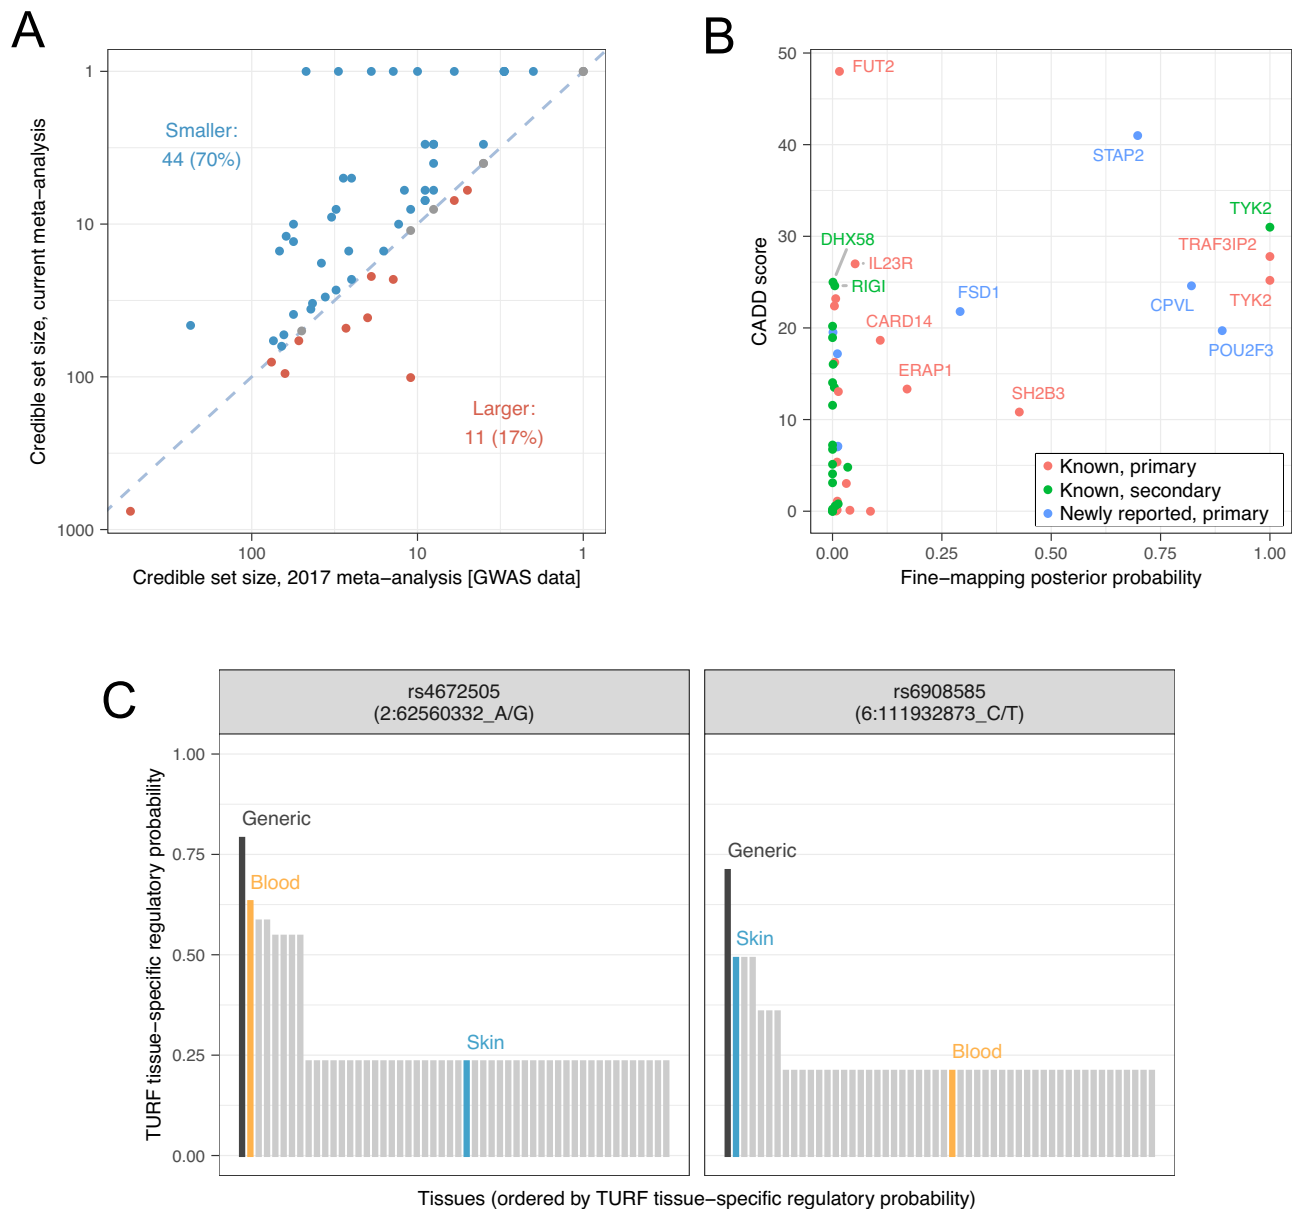 A
Credible set size, current meta−analysis
1
10
100
1000
Smaller:
44 (70%)
Larger:
11 (17%)
100
10
1
Credible set size, 2017 meta−analysis [GWAS data]
B
CADD score
50
40
30
20
10
0
FUT2
STAP2
TYK2
DHX58
TRAF3IP2
IL23R
RIGI
FSD1
TYK2
CPVL
CARD14
POU2F3
ERAP1
SH2B3
Known, primary
Known, secondary
Newly reported, primary
0.00
0.25
0.50
0.75
1.00
Fine−mapping posterior probability
C
rs4672505
(2:62560332_A/G)
rs6908585
(6:111932873_C/T)
TURF tissue−specific regulatory probability
1.00
0.75
0.50
0.25
0.00
Generic
Blood
Skin
Generic
Skin
Blood
Tissues (ordered by TURF tissue−specific regulatory probability)